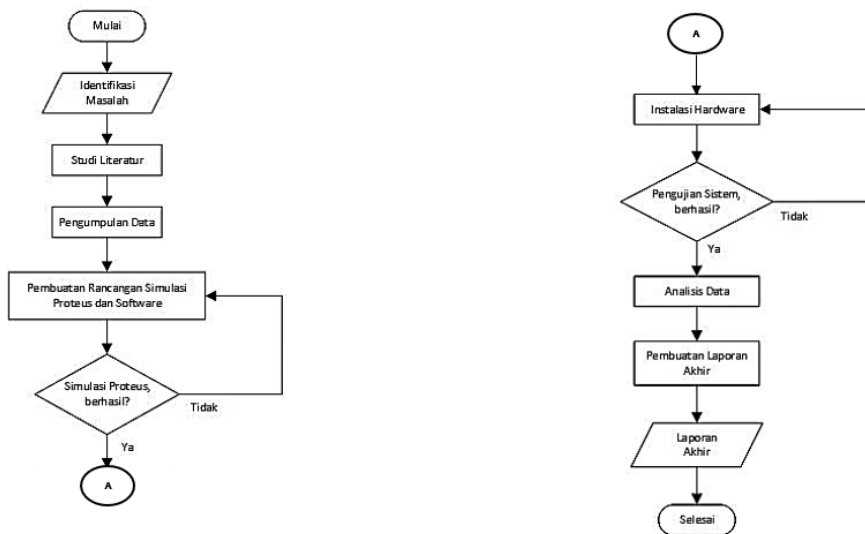 Mulai
Identifikasi
Masalah
Studi Literatur
Pengumpulan Data
Pembuatan Rancangan Simulasi
Proteus dan Software
Simulasi Proteus,
berhasil?
Tidak
Ya
A
A
Instalasi Hardware
Pengujian Sistem,
berhasil?
Tidak
Ya
Analisis Data
Pembuatan Laporan
Akhir
Laporan
Akhir
Selesai